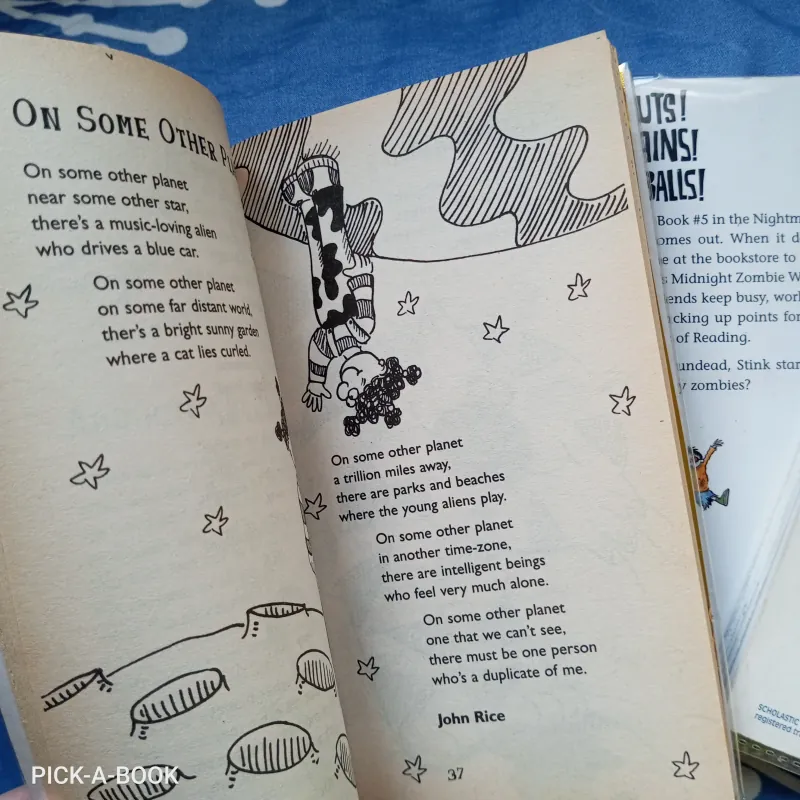 ON SOME OTHER
On some other planet
near some other star,
there's a music-loving alien
who drives a blue car.
On some other planet
on some far distant world,
ther's a bright sunny garden
where a cat lies curled.
On some other planet
a trillion miles away,
there are parks and beaches
where the young aliens play.
On some other planet
in another time-zone,
there are intelligent beings
who feel very much alone.
On some other planet
one that we can't see,
there must be one person
who's a duplicate of me.
John Rice
37
UTS!
AINS!
BALLS!
Book #5 in the Nightm
omes out. When it d
e at the bookstore to
Midnight Zombie W
ends keep busy, work
cking up points for
of Reading.
undead, Stink star
y zombies?
SCHOLASTIC
registered tr
PICK-A-BOOK